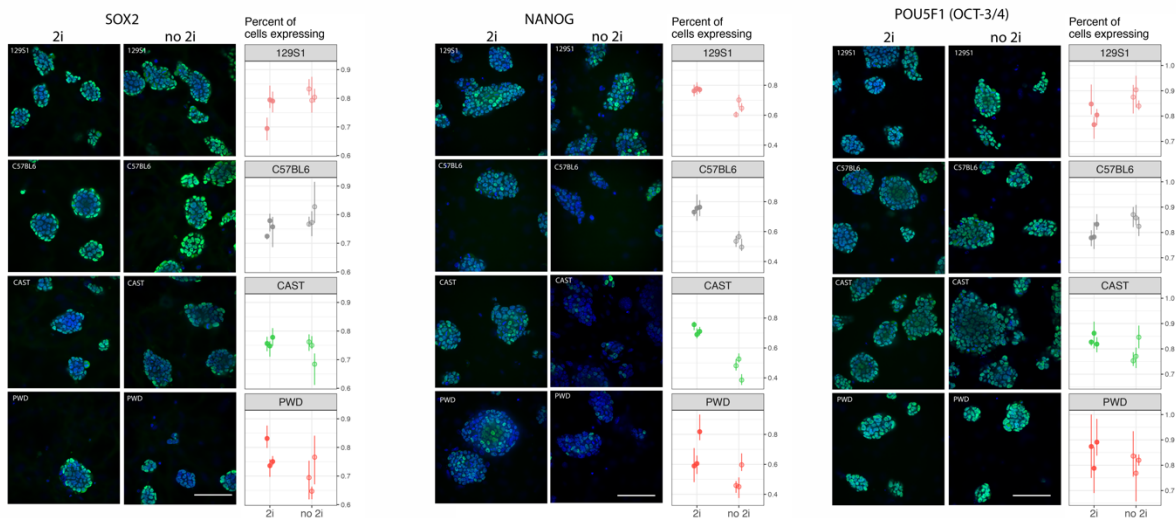 SOX2
2i
no 2i
Percent of
cells expressing
129S1
129S1
129S1
0.9
0.8
0.7
0.6
C57BL6
C57BL6
C57BL6
0.9
0.8
0.7
0.6
CAST
CAST
CAST
0.9
0.8
0.7
0.6
PWD
PWD
PWD
0.9
0.8
0.7
0.6
2i
no 2i
NANOG
2i
no 2i
Percent of
cells expressing
129S1
129S1
129S1
0.8
0.6
0.4
C57BL6
C57BL6
C57BL6
0.8
0.6
0.4
CAST
CAST
CAST
0.8
0.6
0.4
PWD
PWD
PWD
0.8
0.6
0.4
2i
no 2i
POU5F1 (OCT-3/4)
2i
no 2i
Percent of
cells expressing
129S1
129S1
129S1
1.0
0.9
0.8
0.7
C57BL6
C57BL6
C57BL6
1.0
0.9
0.8
0.7
CAST
CAST
CAST
1.0
0.9
0.8
0.7
PWD
PWD
PWD
1.0
0.9
0.8
0.7
2i
no 2i